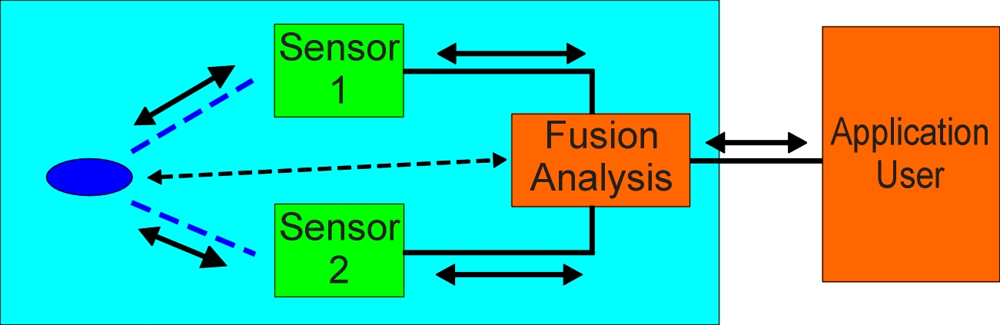 Sensor
1
Fusion
Analysis
Application
User
Sensor
2